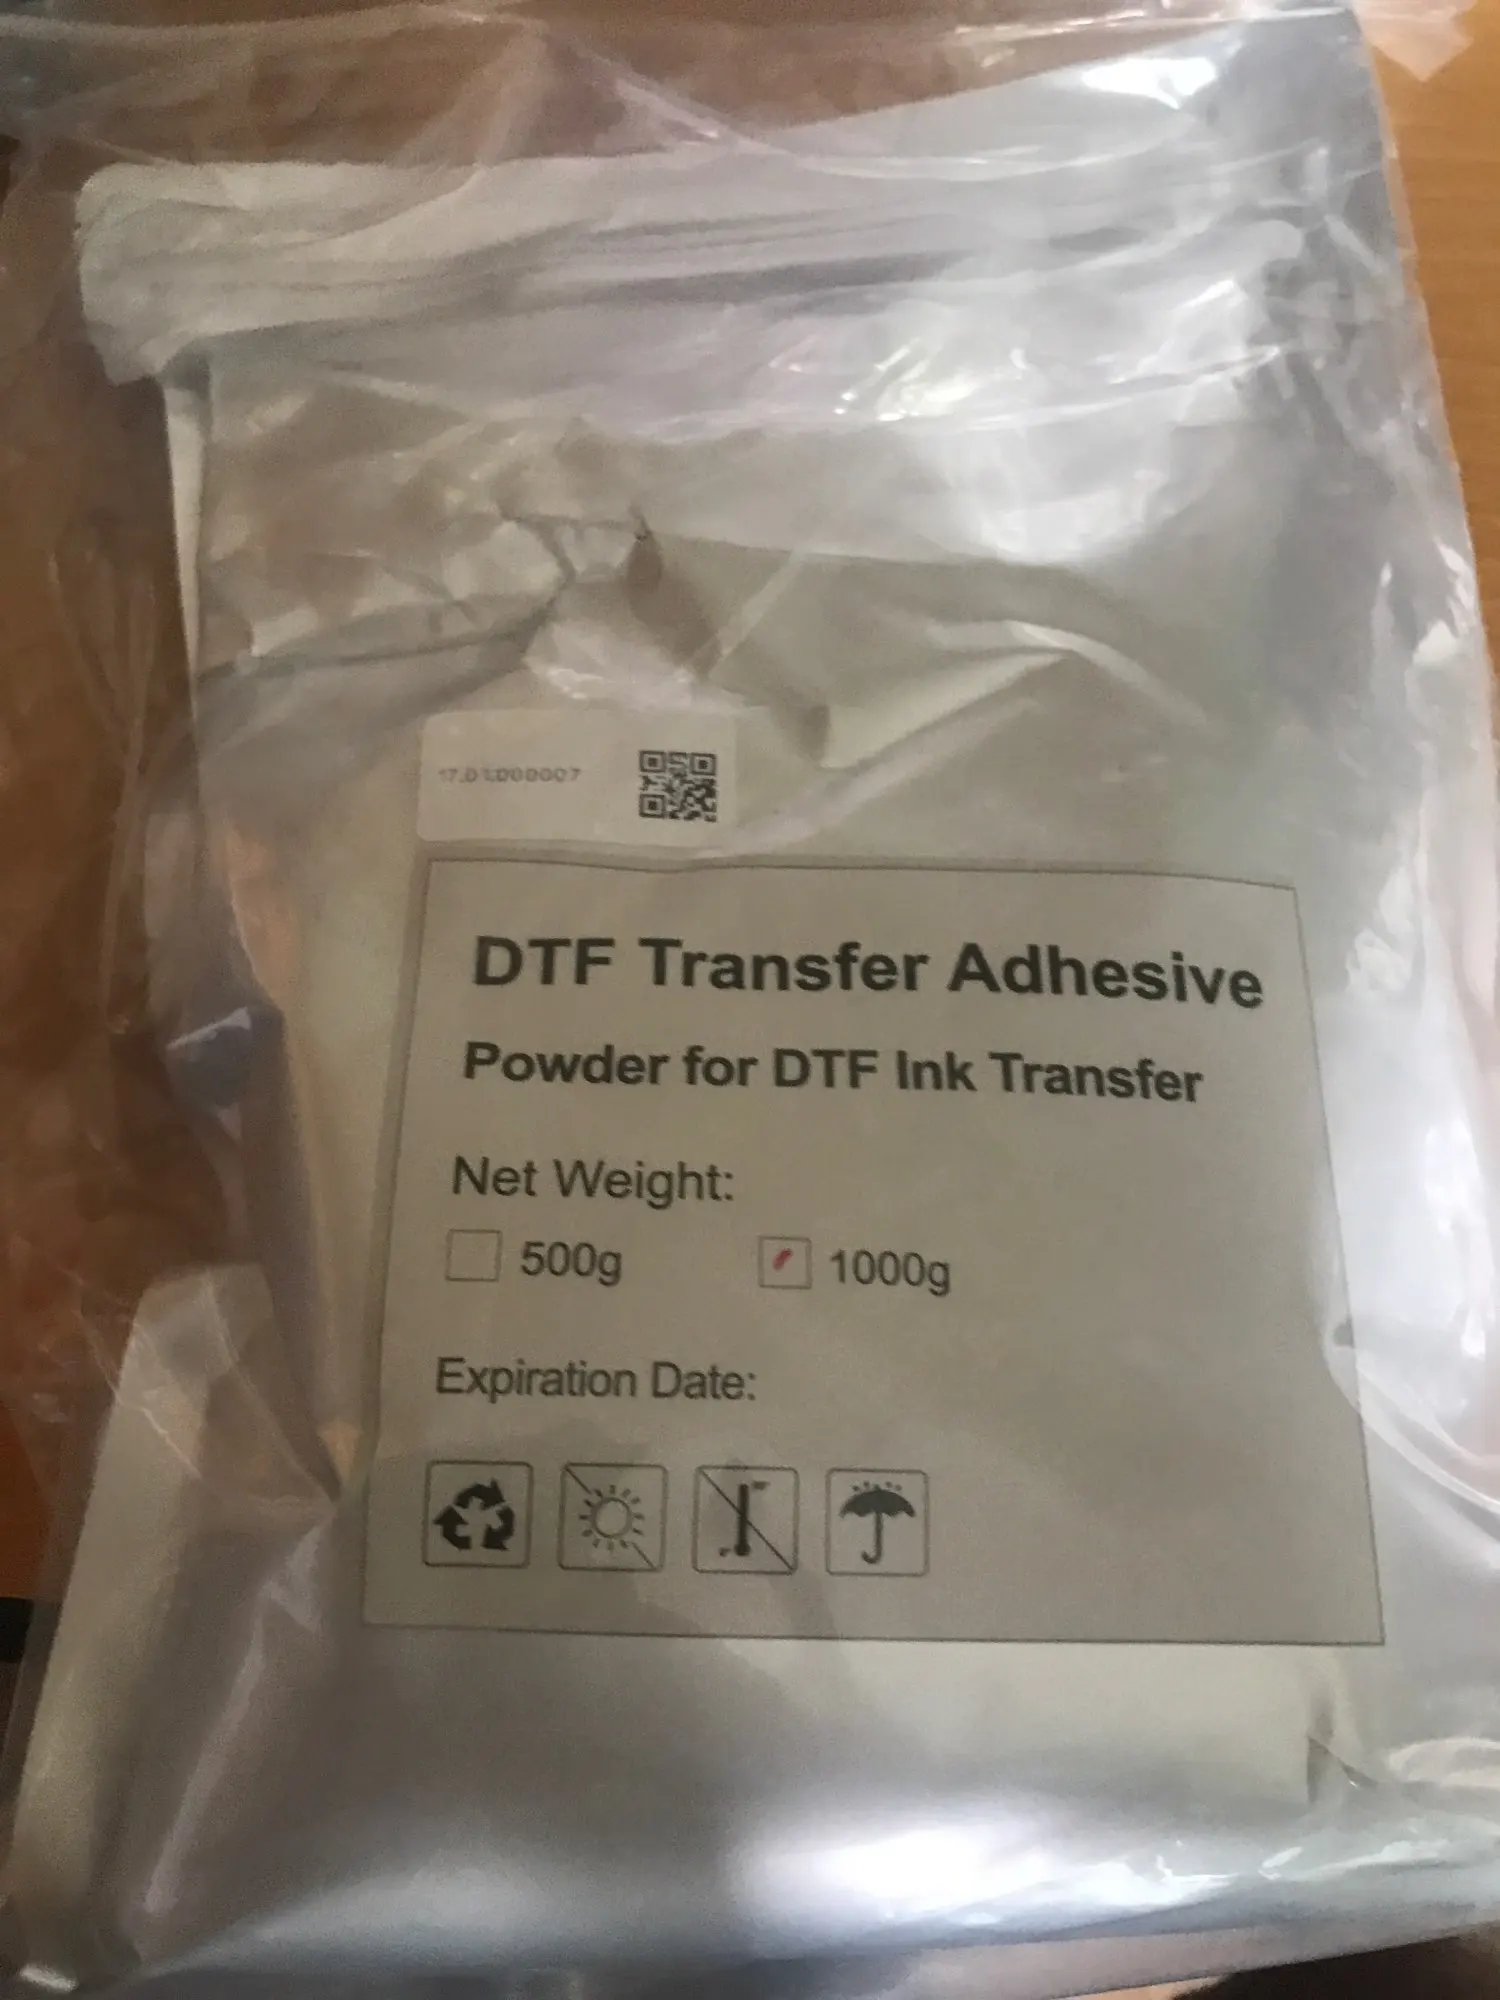 DTF Transfer Adhesive
Powder for DTF Ink Transfer
Net Weight:
500g 1000g
Expiration Date: